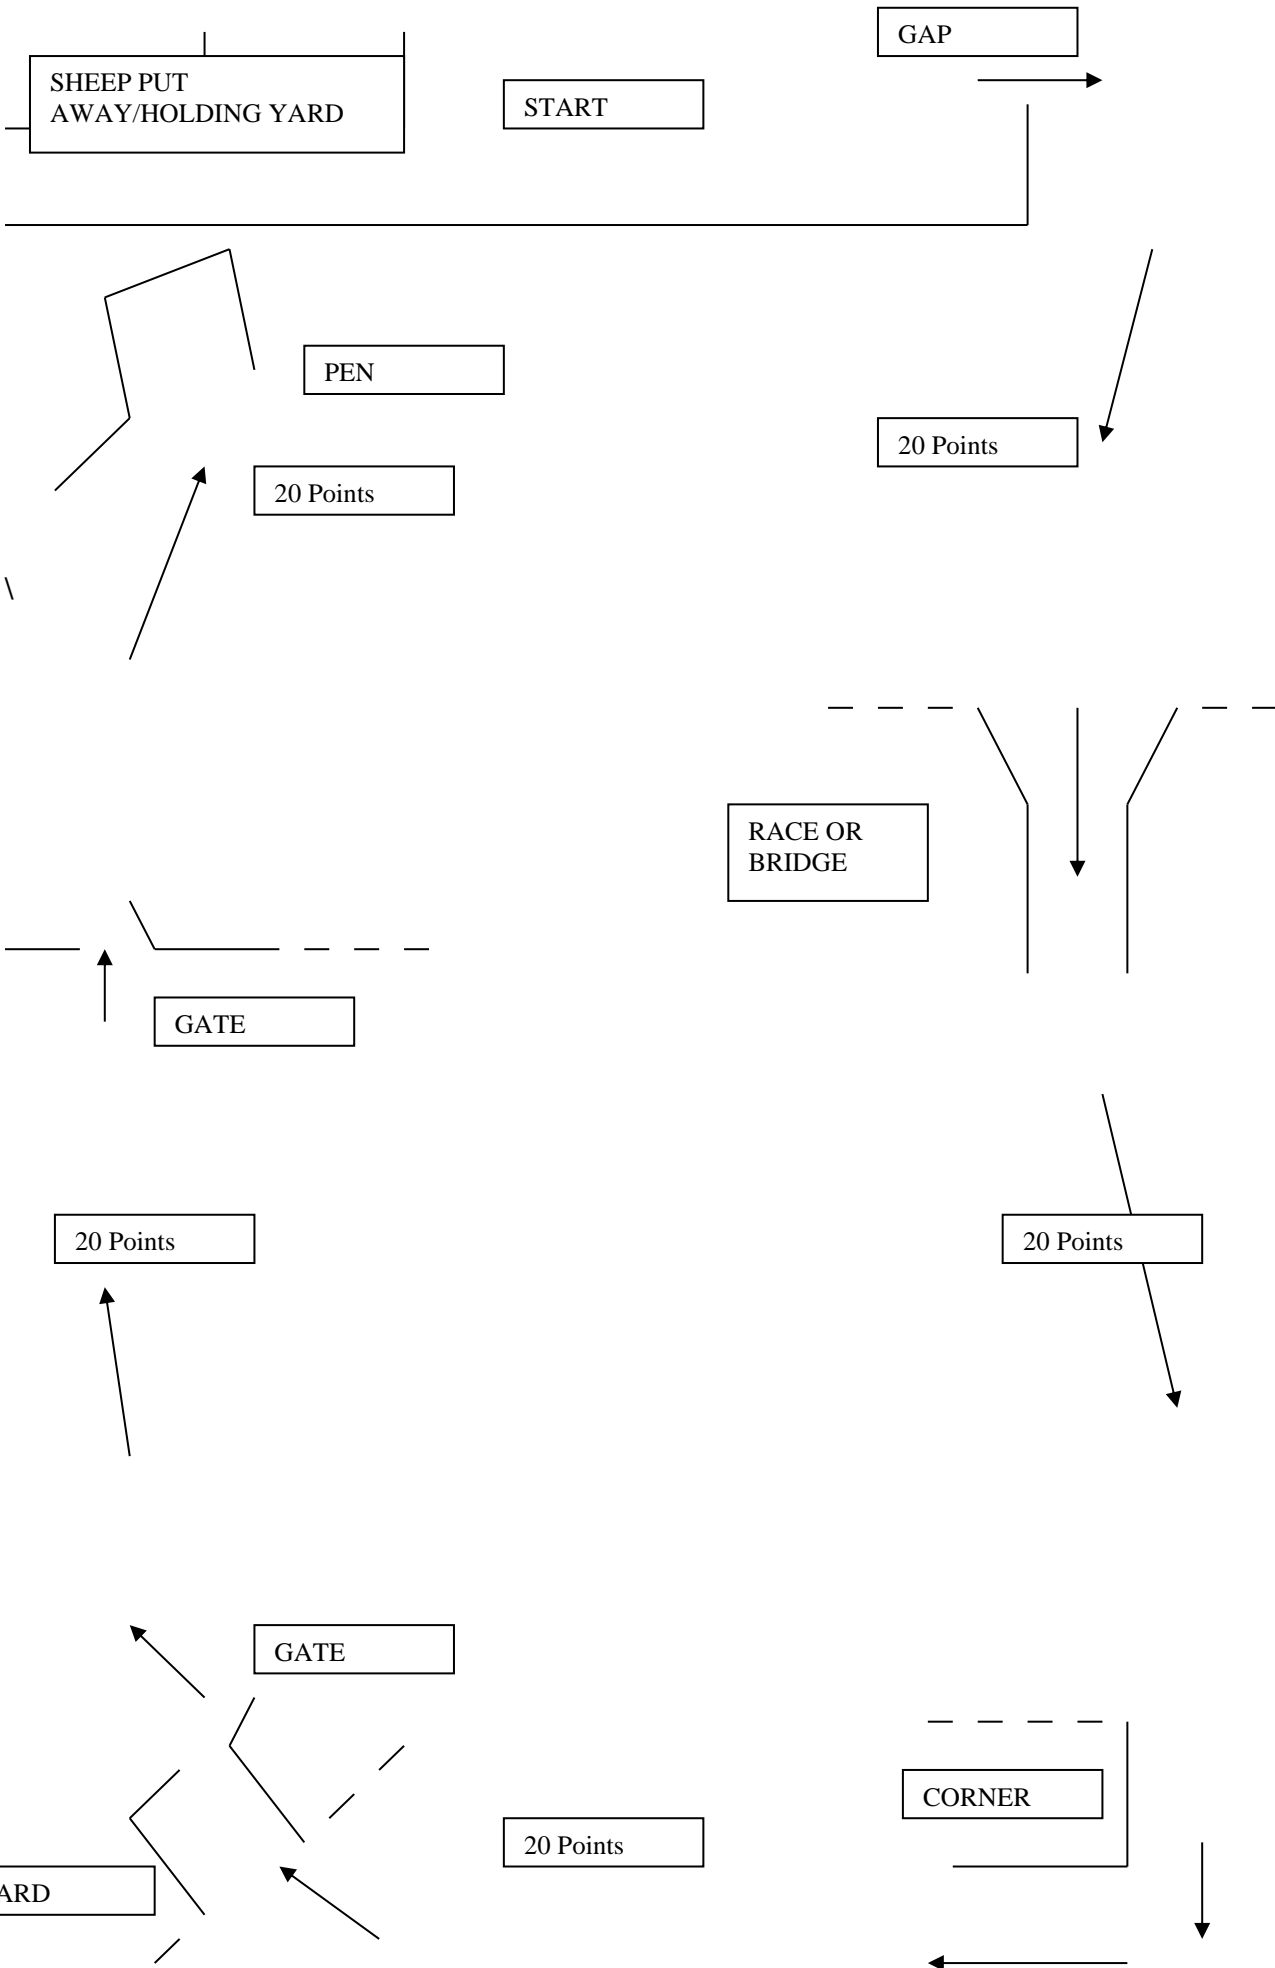 GAP
SHEEP PUT
AWAY/HOLDING YARD
START
PEN
20 Points
20 Points
RACE OR
BRIDGE
GATE
20 Points
20 Points
GATE
CORNER
20 Points
ARD